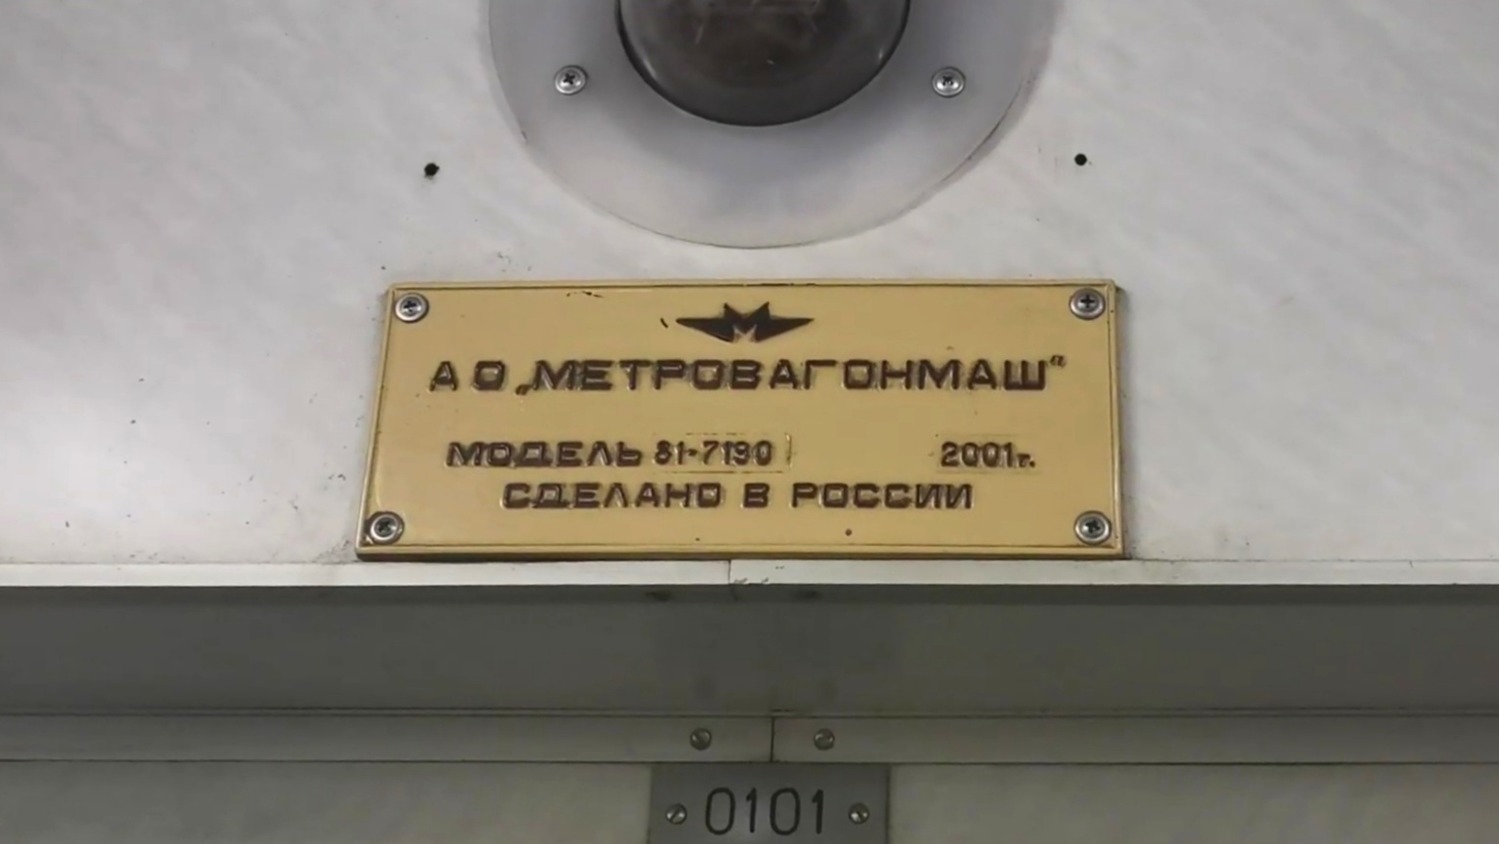 АО „МЕТРОВАГОНМАШ“
МОДЕЛЬ 81-7190 2001г.
СДЕЛАНО В РОССИИ
0101